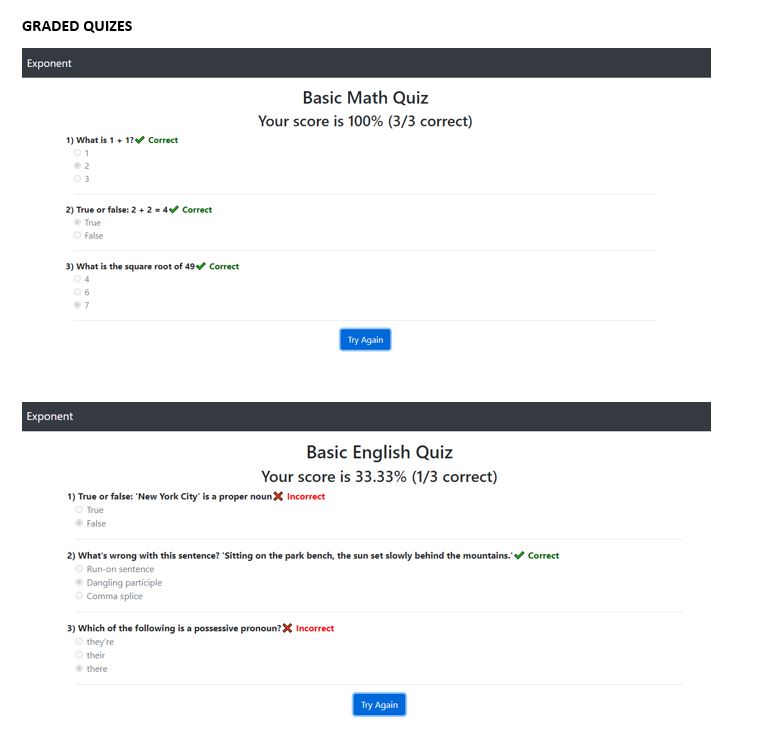 GRADED QUIZES
Exponent
Basic Math Quiz
Your score is 100% (3/3 correct)
1) What is 1 + 1? Correct
1
2
3
2) True or false: 2 + 2 = 4 Correct
True
False
3) What is the square root of 49 Correct
4
6
7
Try Again
Exponent
Basic English Quiz
Your score is 33.33% (1/3 correct)
1) True or false: 'New York City' is a proper noun Incorrect
True
False
2) What's wrong with this sentence? 'Sitting on the park bench, the sun set slowly behind the mountains.' Correct
Run-on sentence
Dangling participle
Comma splice
3) Which of the following is a possessive pronoun? Incorrect
they're
their
there
Try Again